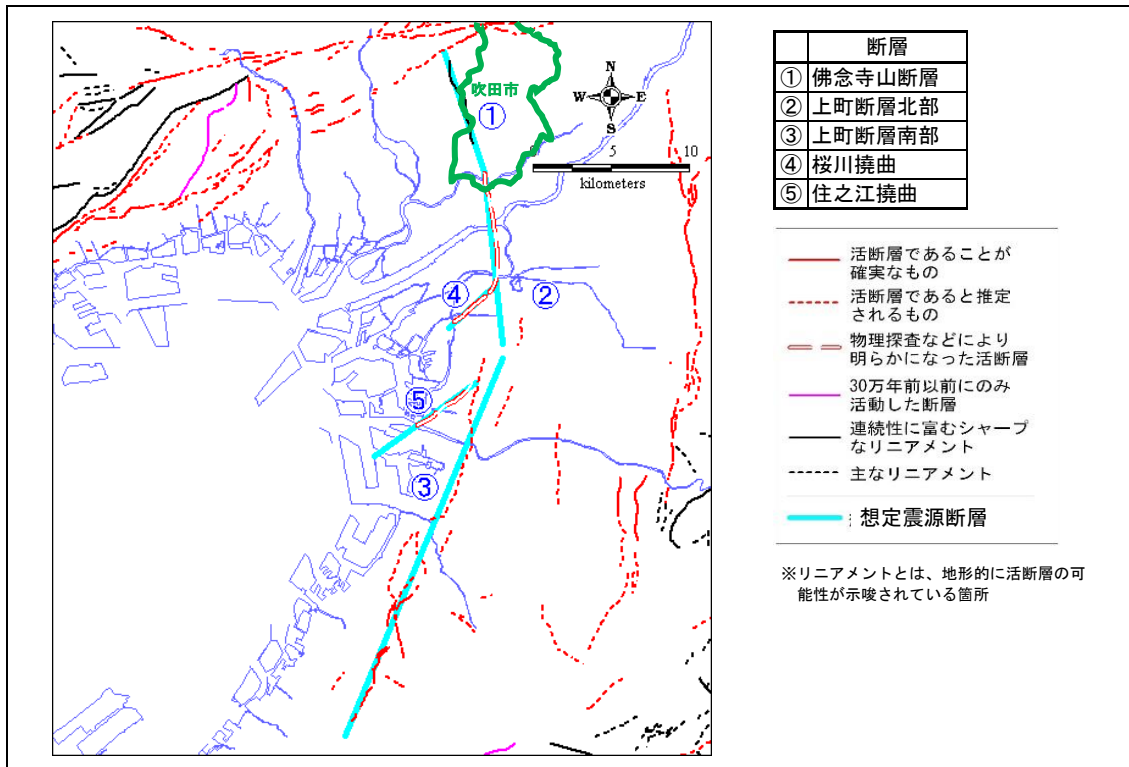 吹田市
①
②
③
④
⑤
N
W
E
S
0 5 10
kilometers
断層
① 佛念寺山断層
② 上町断層北部
③ 上町断層南部
④ 桜川撓曲
⑤ 住之江撓曲
活断層であることが
確実なもの
活断層であると推定
されるもの
物理探査などにより
明らかになった活断層
30万年前以前にのみ
活動した断層
連続性に富むシャープ
なリニアメント
主なリニアメント
: 想定震源断層
※リニアメントとは、地形的に活断層の可
能性が示唆されている箇所